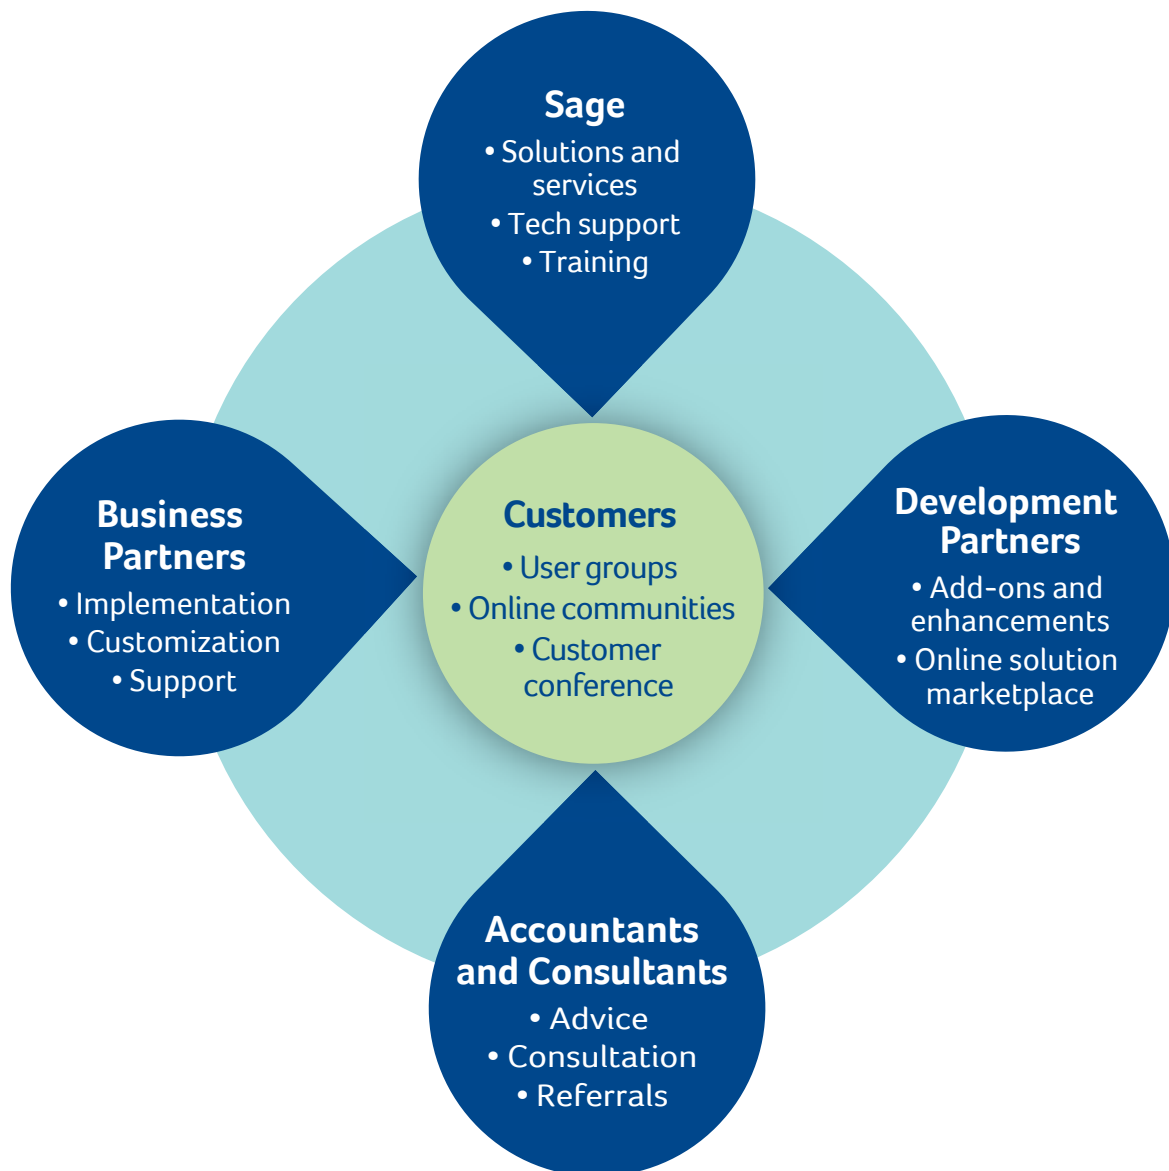 Sage
• Solutions and
services
• Tech support
• Training
Business
Partners
• Implementation
• Customization
• Support
Customers
• User groups
• Online communities
• Customer
conference
Development
Partners
• Add-ons and
enhancements
• Online solution
marketplace
Accountants
and Consultants
• Advice
• Consultation
• Referrals